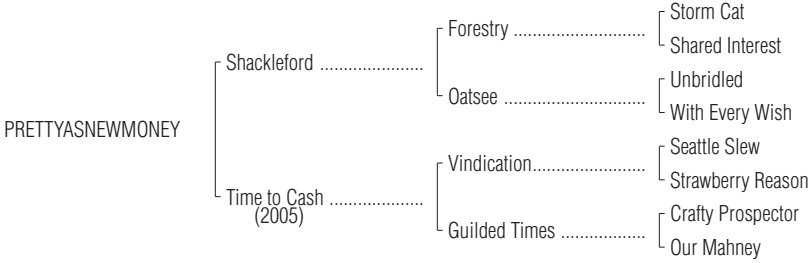 Storm Cat
Forestry ............................
Shared Interest
Shackleford ......................
Unbridled
Oatsee ..............................
With Every Wish
PRETTYASNEWMONEY
Seattle Slew
Vindication........................
Strawberry Reason
Time to Cash ....................
(2005)
Crafty Prospector
Guilded Times ..................
Our Mahney